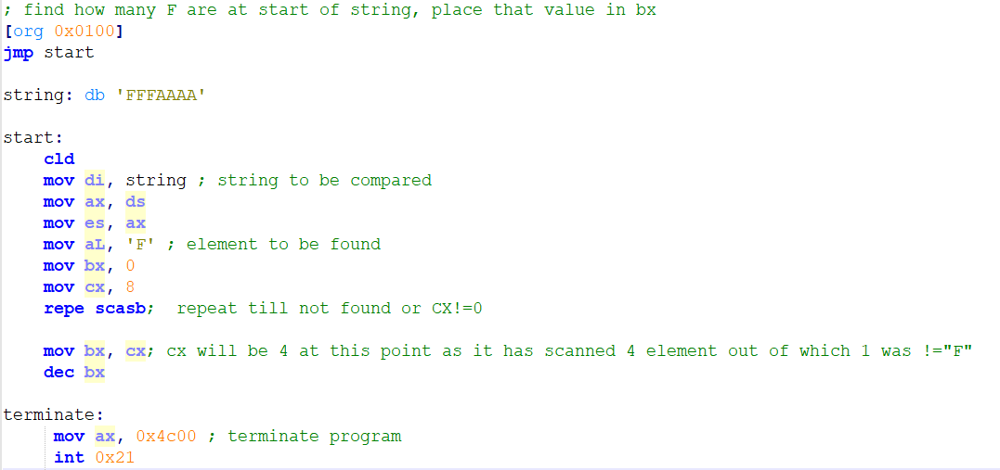 ; find how many F are at start of string, place that value in bx
[org 0x0100]
jmp start
string: db 'FFFAAAA'
start:
cld
mov di, string ; string to be compared
mov ax, ds
mov es, ax
mov aL, 'F' ; element to be found
mov bx, 0
mov cx, 8
repe scasb;  repeat till not found or CX!=0
mov bx, cx; cx will be 4 at this point as it has scanned 4 element out of which 1 was !="F"
dec bx
terminate:
mov ax, 0x4c00 ; terminate program
int 0x21